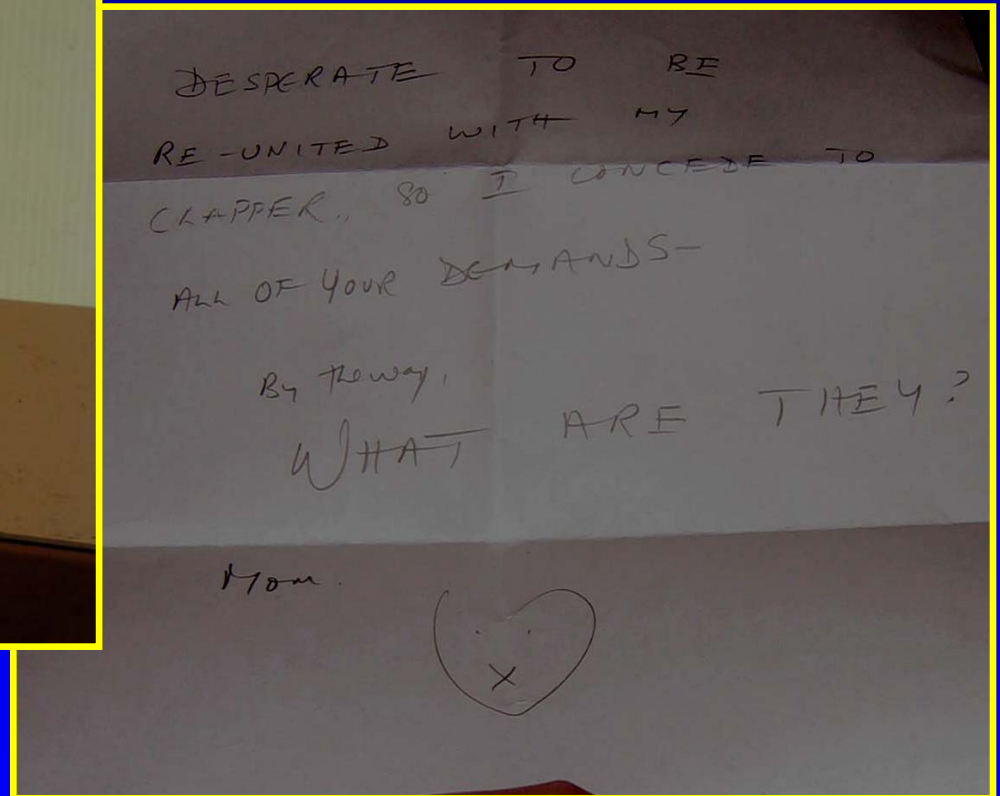 DESPERATE TO BE
RE-UNITED WITH MY
CLAPPER., SO I CONCEDE TO
ALL OF YOUR DEMANDS-
By the way,
WHAT ARE THEY?
Mom.
X